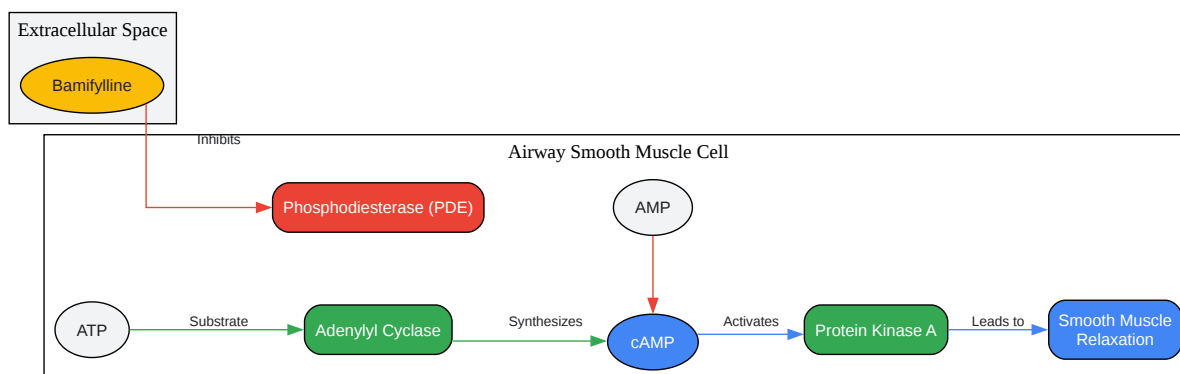 Extracellular Space
Bamifylline
Inhibits
Airway Smooth Muscle Cell
Phosphodiesterase (PDE)
AMP
ATP
Substrate
Adenylyl Cyclase
Synthesizes
cAMP
Activates
Protein Kinase A
Leads to
Smooth Muscle
Relaxation